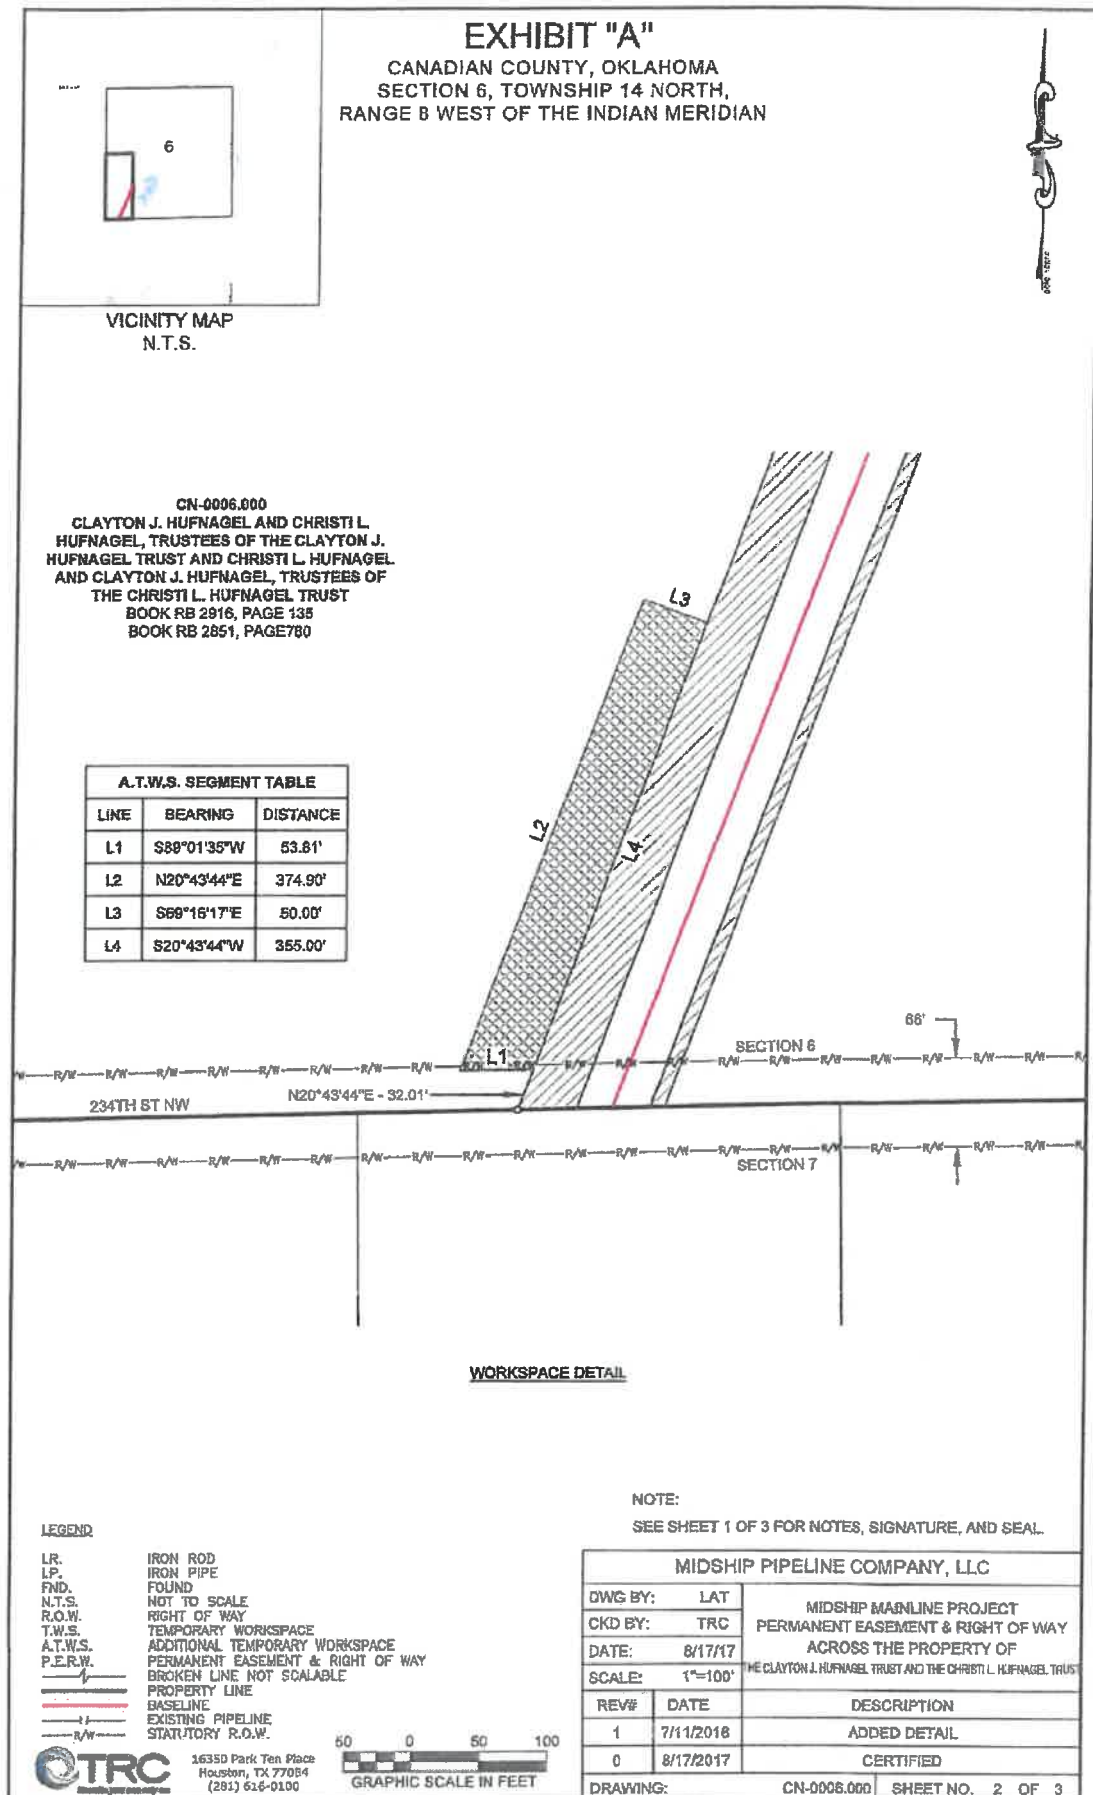 EXHIBIT "A"
CANADIAN COUNTY, OKLAHOMA
SECTION 6, TOWNSHIP 14 NORTH,
RANGE 8 WEST OF THE INDIAN MERIDIAN
6
VICINITY MAP
N.T.S.
CN-0006.000
CLAYTON J. HUFNAGEL AND CHRISTI L.
HUFNAGEL, TRUSTEES OF THE CLAYTON J.
HUFNAGEL TRUST AND CHRISTI L. HUFNAGEL
AND CLAYTON J. HUFNAGEL, TRUSTEES OF
THE CHRISTI L. HUFNAGEL TRUST
BOOK RB 2916, PAGE 135
BOOK RB 2851, PAGE780
L3
L2
L4
L1
A.T.W.S. SEGMENT TABLE
LINE BEARING DISTANCE
L1 S89°01'35"W 53.81'
L2 N20°43'44"E 374.90'
L3 S69°16'17"E 50.00'
L4 S20°43'44"W 355.00'
66'
SECTION 6
R/W R/W R/W R/W R/W R/W R/W R/W R/W R/W R/W R/W R/W R/W R/W R/W R/W R/W
N20°43'44"E - 32.01'
234TH ST NW
R/W R/W R/W R/W R/W R/W R/W R/W R/W R/W R/W R/W R/W R/W R/W R/W R/W R/W R/W R/W
SECTION 7
WORKSPACE DETAIL
NOTE:
SEE SHEET 1 OF 3 FOR NOTES, SIGNATURE, AND SEAL.
LEGEND
I.R. IRON ROD
I.P. IRON PIPE
FND. FOUND
N.T.S. NOT TO SCALE
R.O.W. RIGHT OF WAY
T.W.S. TEMPORARY WORKSPACE
A.T.W.S. ADDITIONAL TEMPORARY WORKSPACE
P.E.R.W. PERMANENT EASEMENT & RIGHT OF WAY
BROKEN LINE NOT SCALABLE
PROPERTY LINE
BASELINE
EXISTING PIPELINE
R/W STATUTORY R.O.W.
TRC
16350 Park Ten Place
Houston, TX 77084
(281) 616-0100
50 0 50 100
GRAPHIC SCALE IN FEET
MIDSHIP PIPELINE COMPANY, LLC
DWG BY: LAT
CKD BY: TRC
DATE: 8/17/17
SCALE: 1"=100'
MIDSHIP MAINLINE PROJECT
PERMANENT EASEMENT & RIGHT OF WAY
ACROSS THE PROPERTY OF
THE CLAYTON J. HUFNAGEL TRUST AND THE CHRISTI L. HUFNAGEL TRUST
REV# DATE DESCRIPTION
1 7/11/2018 ADDED DETAIL
0 8/17/2017 CERTIFIED
DRAWING: CN-0006.000 SHEET NO. 2 OF 3